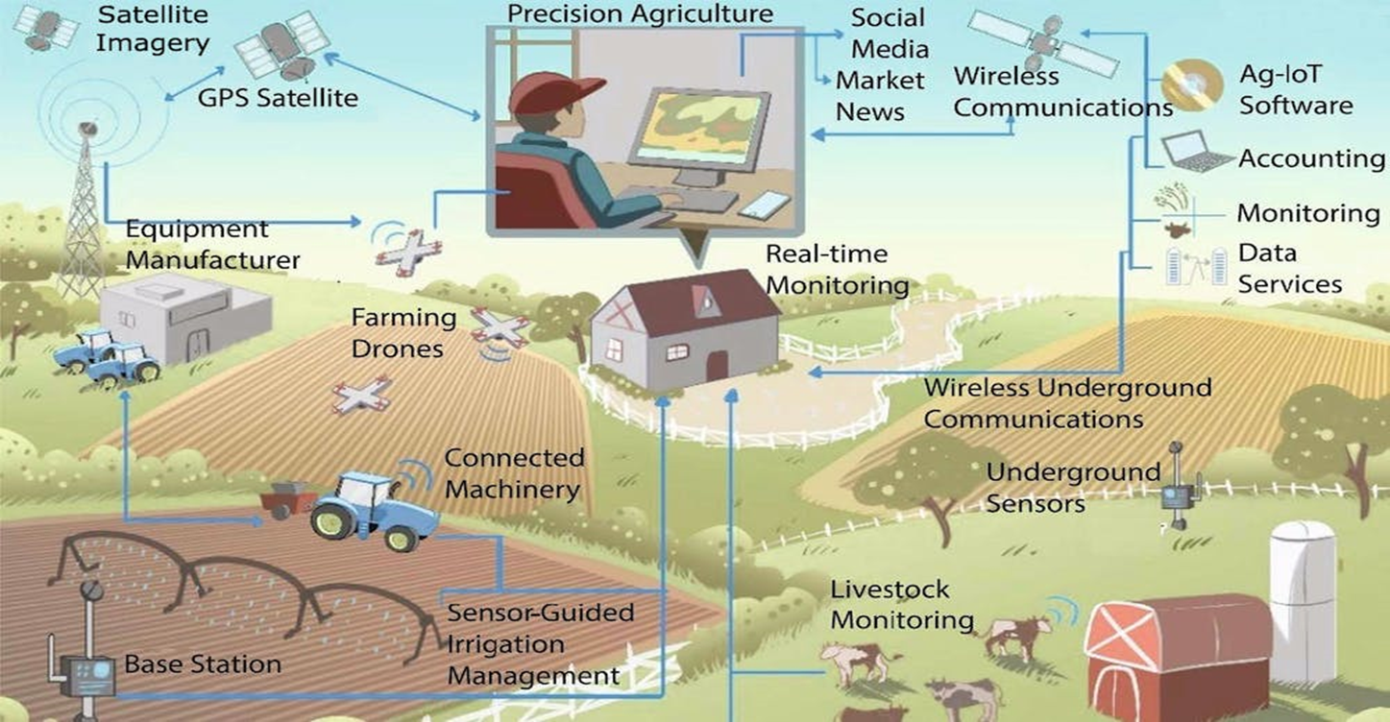 Satellite
Imagery
GPS Satellite
Precision Agriculture
Social
Media
Market
News
Wireless
Communications
Ag-IoT
Software
Accounting
Monitoring
Data
Services
Equipment
Manufacturer
Real-time
Monitoring
Farming
Drones
Wireless Underground
Communications
Connected
Machinery
Underground
Sensors
Livestock
Monitoring
Sensor-Guided
Irrigation
Management
Base Station